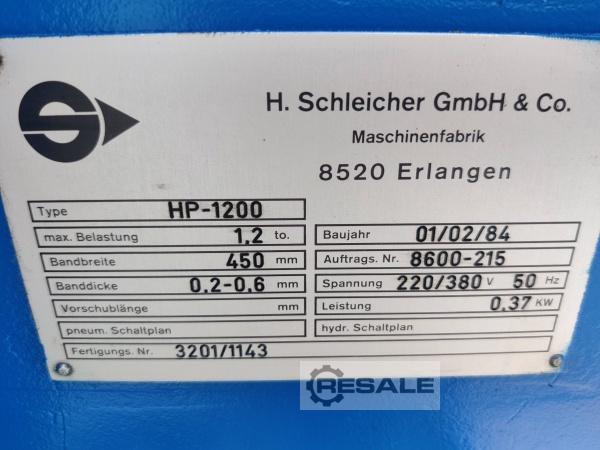 H. Schleicher GmbH & Co.
Maschinenfabrik
8520 Erlangen
Type HP-1200
max. Belastung 1,2 to.
Bandbreite 450 mm
Banddicke 0,2-0,6 mm
Vorschublänge mm
pneum. Schaltplan
Fertigungs. Nr. 3201/1143
Baujahr 01/02/84
Auftrags. Nr. 8600-215
Spannung 220/380 V 50 Hz
Leistung 0,37 KW
hydr. Schaltplan
RESALE